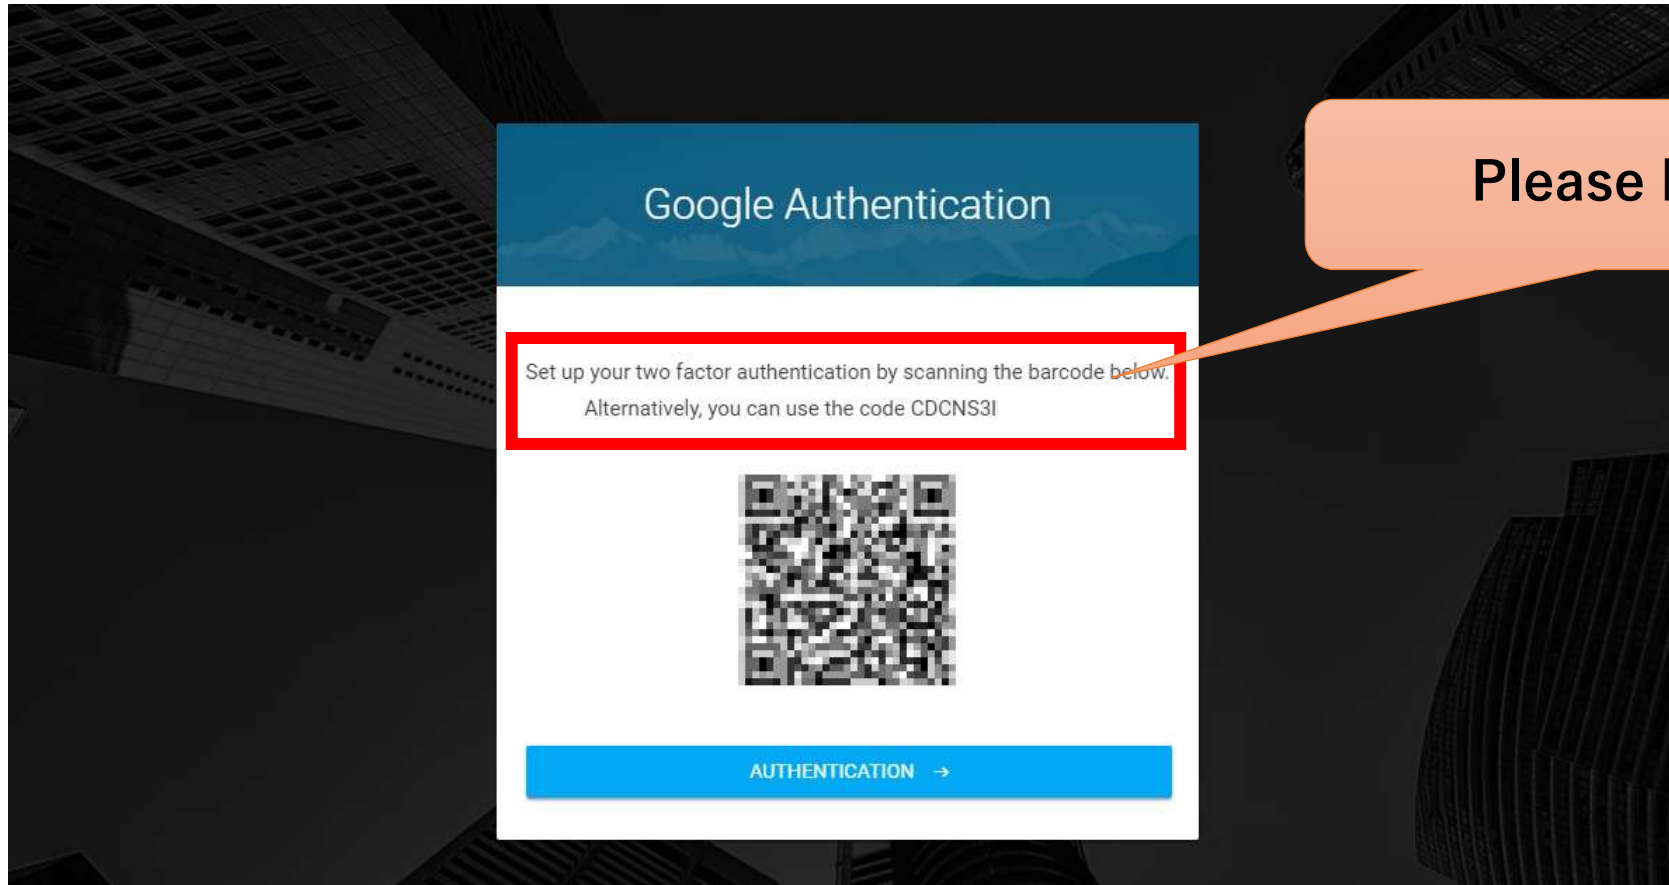 Google Authentication
Please
Set up your two factor authentication by scanning the barcode below.
Alternatively, you can use the code CDCNS3I
AUTHENTICATION →